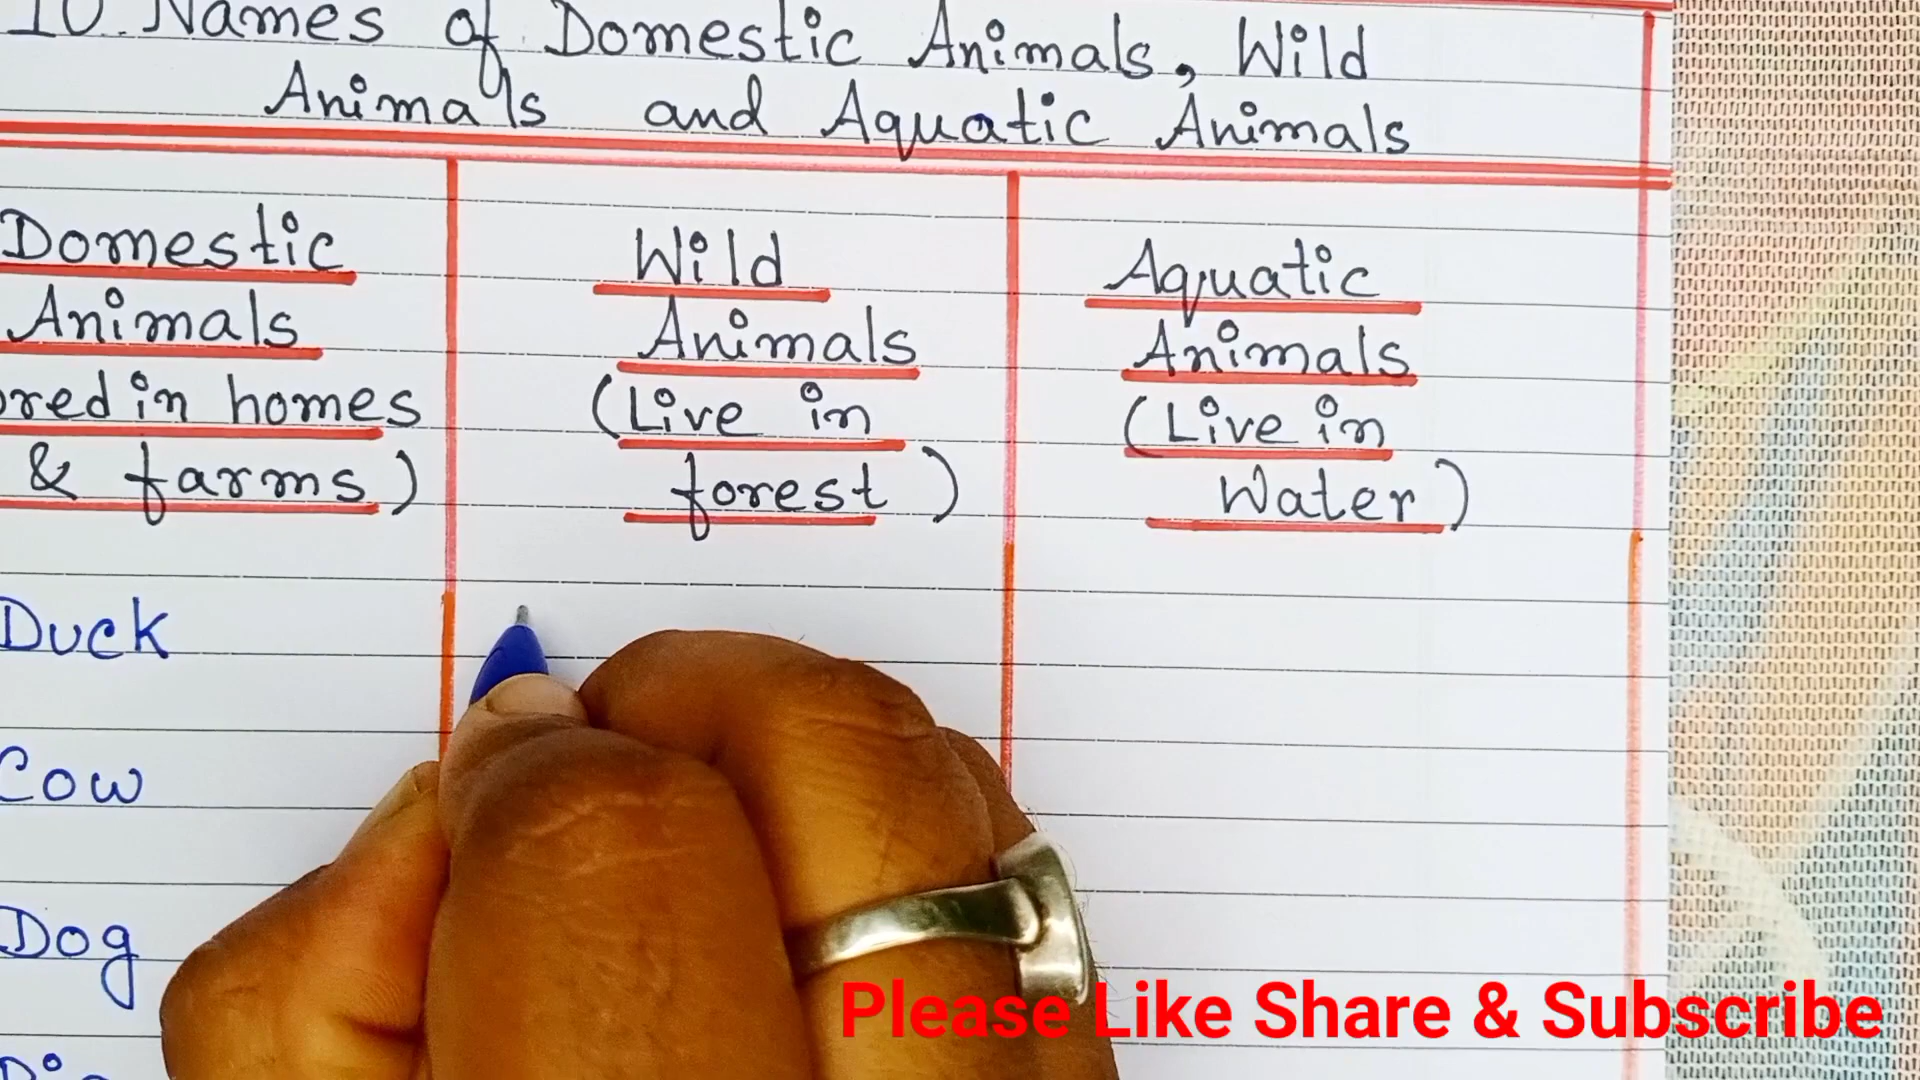 10 Names of Domestic Animals, Wild
Animals and Aquatic Animals
Domestic
Animals
in homes
& farms)
Wild
Animals
(Live in
forest)
Aquatic
Animals
(Live in
Water)
Duck
Cow
Dog
Please Like Share & Subscribe